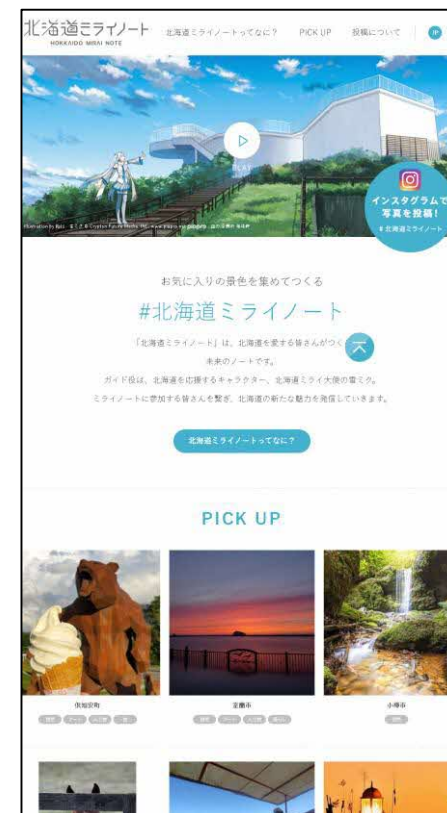 北海道ミライノート
HOKKAIDO MIRAI NOTE
北海道ミライノートってなに？
PICK UP
投稿について
JP
PLAY
インスタグラムで
写真を投稿！
#北海道ミライノート
お気に入りの景色を集めてつくる
#北海道ミライノート
「北海道ミライノート」は、北海道を愛する皆さんがつく
未来のノートです。
ガイド役は、北海道を応援するキャラクター、北海道ミライ大使の雪ミク。
ミライノートに参加する皆さんを繋ぎ、北海道の新たな魅力を発信していきます。
北海道ミライノートってなに？
PICK UP
倶知安町
室蘭市
小樽市